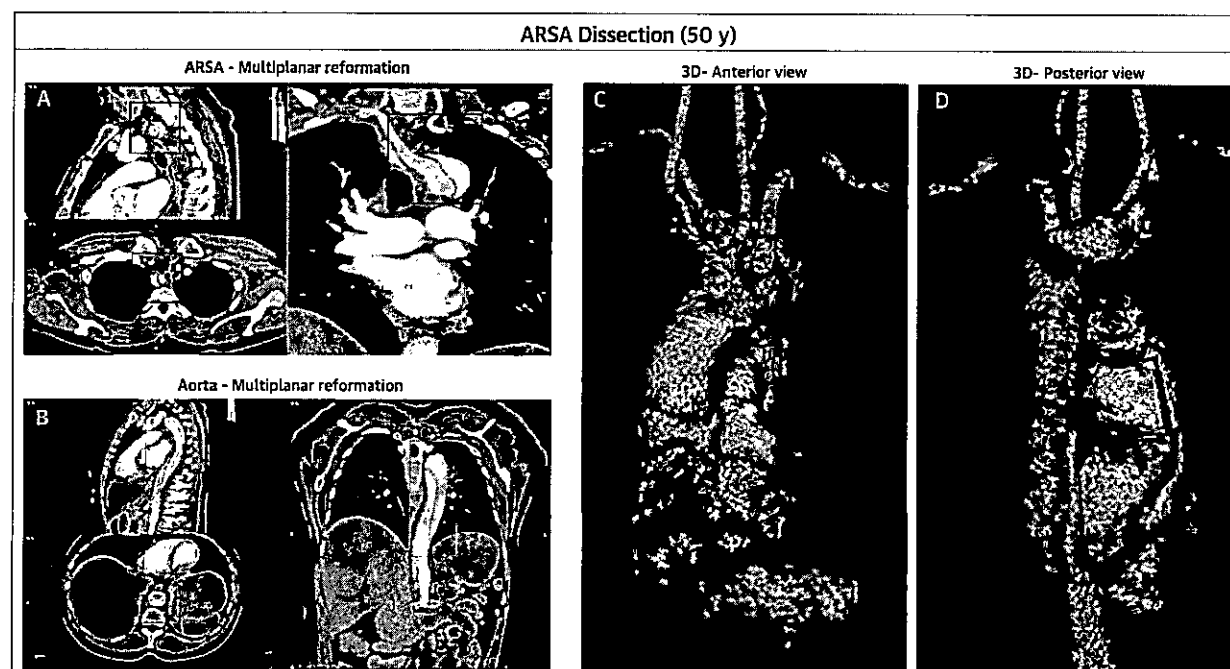 ARSA Dissection (50 y)
ARSA - Multiplanar reformation
3D- Anterior view
3D- Posterior view
A
C
D
Aorta - Multiplanar reformation
B